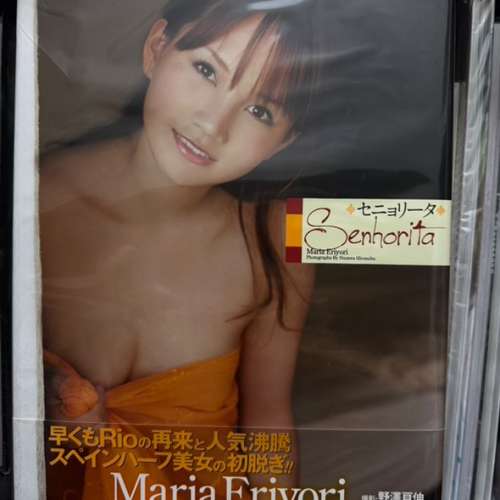 セニョリータ
Senhorita
Maria Eriyori
早くもRioの再来と人気沸騰
スペインハーフ美女の初脱ぎ!!
Maria Eriyori